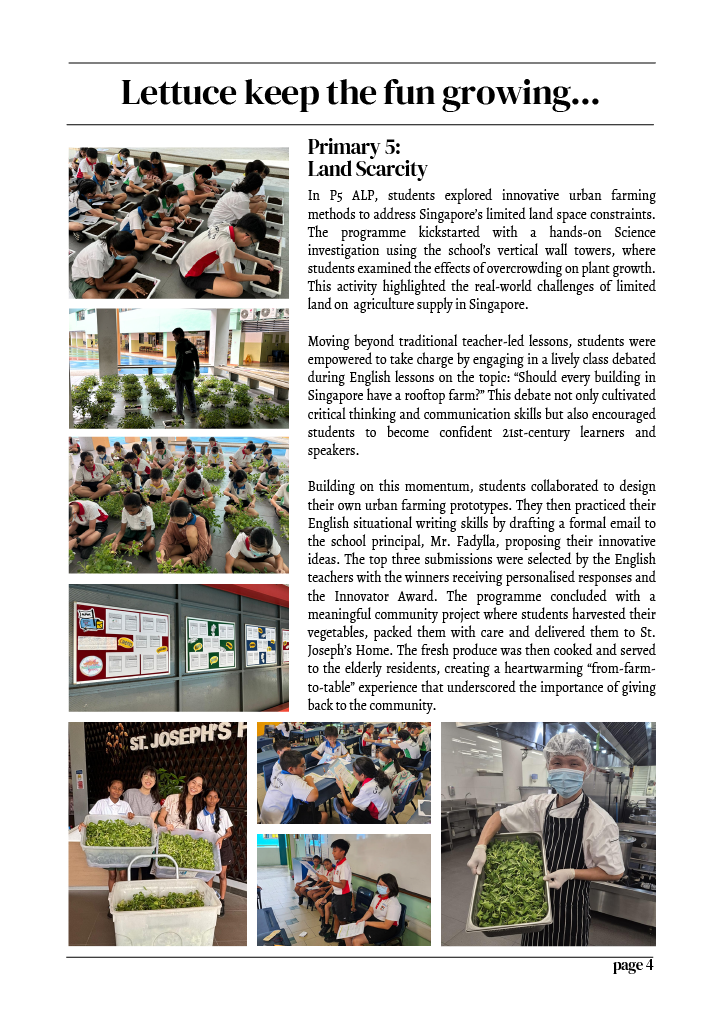 Lettuce keep the fun growing...
Primary 5:
Land Scarcity
In P5 ALP, students explored innovative urban farming
methods to address Singapore's limited land space constraints.
The programme kickstarted with a hands-on Science
investigation using the school's vertical wall towers, where
students examined the effects of overcrowding on plant growth.
This activity highlighted the real-world challenges of limited
land on agriculture supply in Singapore.
Moving beyond traditional teacher-led lessons, students were
empowered to take charge by engaging in a lively class debated
during English lessons on the topic: “Should every building in
Singapore have a rooftop farm?” This debate not only cultivated
critical thinking and communication skills but also encouraged
students to become confident 21st-century learners and
speakers.
Building on this momentum, students collaborated to design
their own urban farming prototypes. They then practiced their
English situational writing skills by drafting a formal email to
the school principal, Mr. Fadylla, proposing their innovative
ideas. The top three submissions were selected by the English
teachers with the winners receiving personalised responses and
the Innovator Award. The programme concluded with a
meaningful community project where students harvested their
vegetables, packed them with care and delivered them to St.
Joseph's Home. The fresh produce was then cooked and served
to the elderly residents, creating a heartwarming “from-farm-
to-table” experience that underscored the importance of giving
back to the community.
ST. JOSEPH'S H
page 4